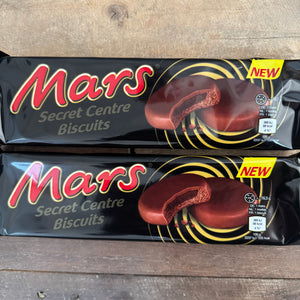 Mars
Secret Centre
Biscuits
NEW
Mars
Secret Centre
Biscuits
NEW